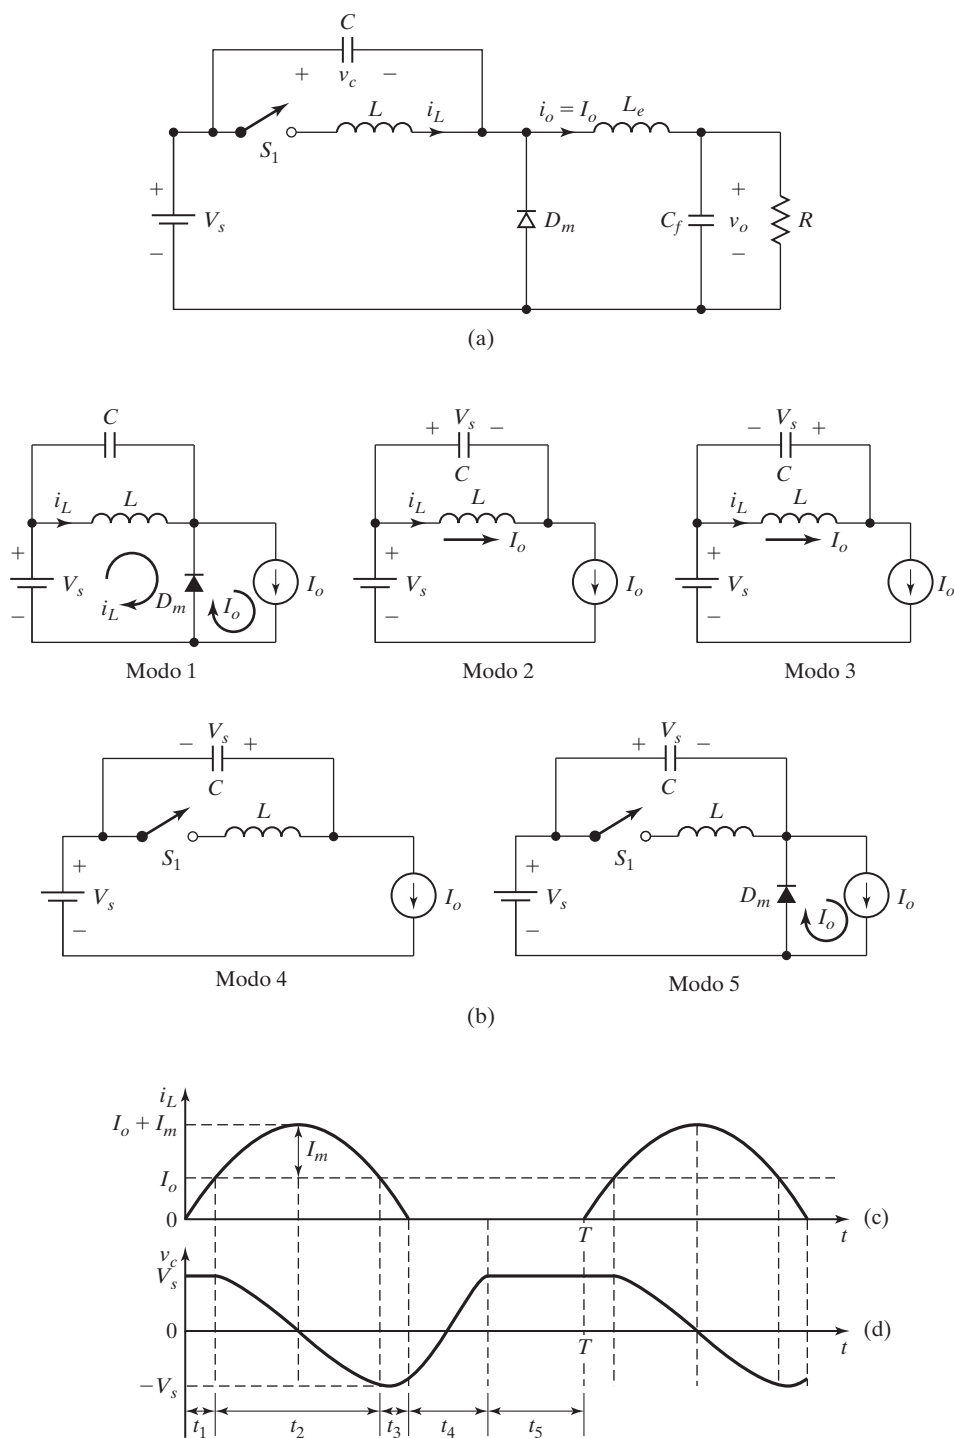 C
+ v_c −
S_1
L
i_L
i_o = I_o
L_e
+
V_s
−
D_m
C_f
+
v_o
−
R
(a)
C
i_L
L
+
V_s
−
i_L
D_m
I_o
I_o
Modo 1
+ V_s −
C
i_L
L
I_o
+
V_s
−
I_o
Modo 2
− V_s +
C
i_L
L
I_o
+
V_s
−
I_o
Modo 3
− V_s +
C
S_1
L
+
V_s
−
I_o
Modo 4
+ V_s −
C
S_1
L
+
V_s
−
D_m
I_o
I_o
Modo 5
(b)
i_L
I_o + I_m
I_m
I_o
0
T
t
(c)
v_c
V_s
0
T
t
(d)
−V_s
t_1 t_2 t_3 t_4 t_5